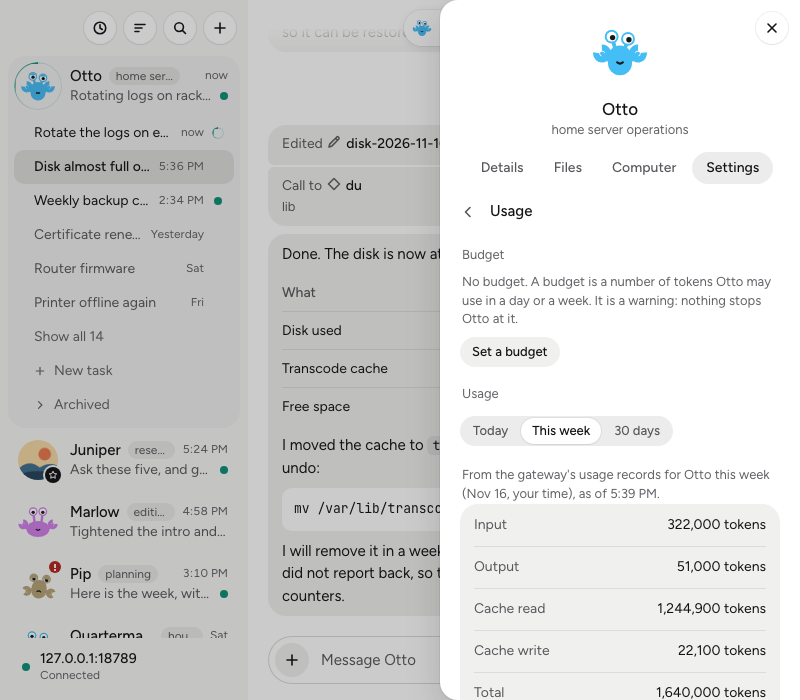 Otto
home ser...
now
Rotating logs on rack...
Rotate the logs on e...
now
Disk almost full o...
5:36 PM
Weekly backup c...
2:34 PM
Certificate rene...
Yesterday
Router firmware
Sat
Printer offline again
Fri
Show all 14
New task
Archived
Juniper
rese...
5:24 PM
Ask these five, and g...
Marlow
editi...
4:58 PM
Tightened the intro and...
Pip
planning
3:10 PM
Here is the week, wit...
Quarterma
hou...
Sat
127.0.0.1:18789
Connected
so it can be restor
Edited
disk-2026-11-1
Call to
du
lib
Done. The disk is now at
What
Disk used
Transcode cache
Free space
I moved the cache to
undo:
mv /var/lib/transco
I will remove it in a week
did not report back, so t
counters.
Message Otto
Otto
home server operations
Details
Files
Computer
Settings
Usage
Budget
No budget. A budget is a number of tokens Otto may
use in a day or a week. It is a warning: nothing stops
Otto at it.
Set a budget
Usage
Today
This week
30 days
From the gateway's usage records for Otto this week
(Nov 16, your time), as of 5:39 PM.
Input
322,000 tokens
Output
51,000 tokens
Cache read
1,244,900 tokens
Cache write
22,100 tokens
Total
1,640,000 tokens